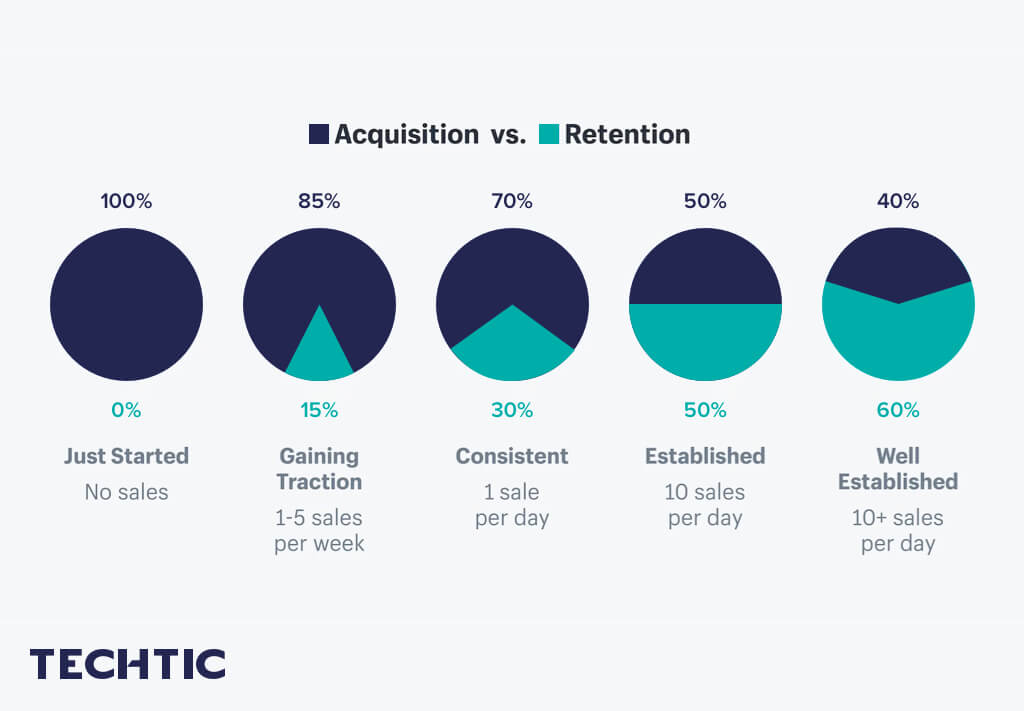 Acquisition vs. Retention
100% 85% 70% 50% 40%
0% 15% 30% 50% 60%
Just Started
No sales
Gaining
Traction
1-5 sales
per week
Consistent
1 sale
per day
Established
10 sales
per day
Well
Established
10+ sales
per day
TECHTIC